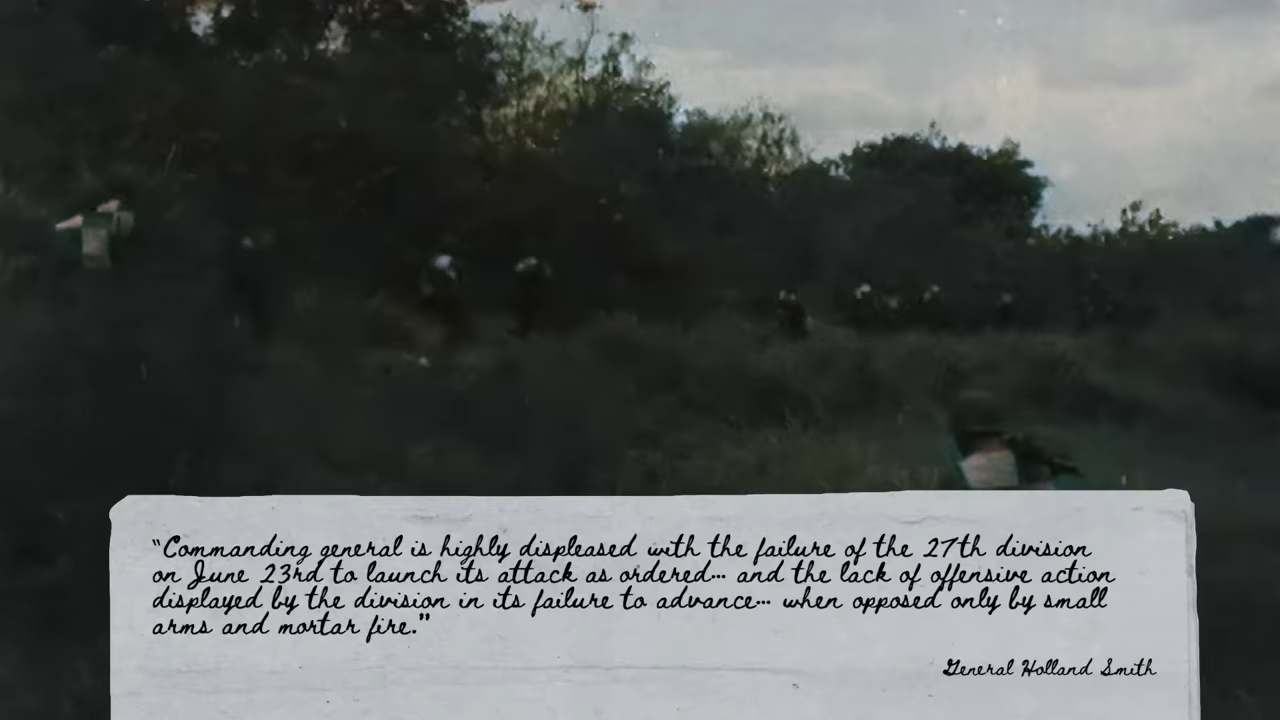 "Commanding general is highly displeased with the failure of the 27th division
on June 23rd to launch its attack as ordered... and the lack of offensive action
displayed by the division in its failure to advance... when opposed only by small
arms and mortar fire."
General Holland Smith